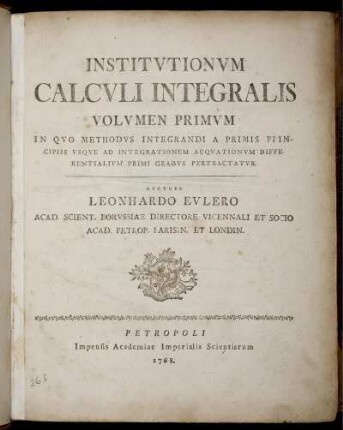 INSTITVTIONVM
CALCVLI INTEGRALIS
VOLVMEN PRIMVM
IN QVO METHODVS INTEGRANDI A PRIMIS PRIN-
CIPIIS VSQVE AD INTEGRATIONEM AEQVATIONVM DIFFE-
RENTIALIVM PRIMI GRADVS PERTRACTATVR.
AVCTORE
LEONHARDO EVLERO
ACAD. SCIENT. BORVSSIAE DIRECTORE VICENNALI ET SOCIO
ACAD. PETROP. PARISIN. ET LONDIN.
PETROPOLI
Impensis Academiae Imperialis Scientiarum
1768.